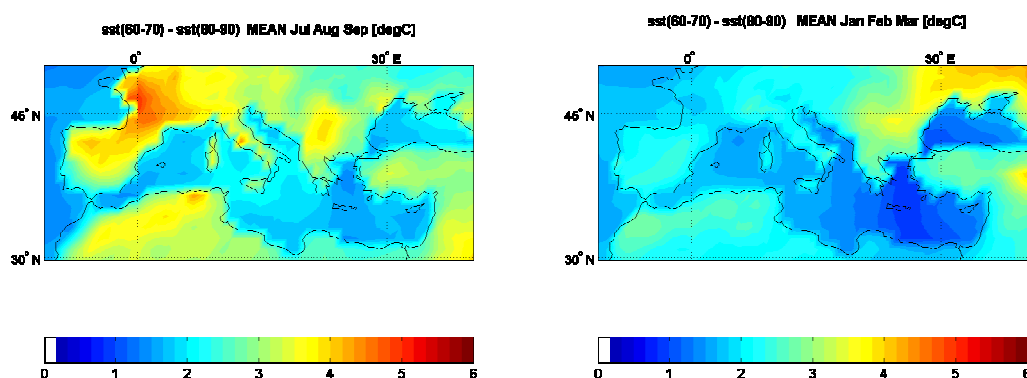 sst(60-70) - sst(80-90) MEAN Jul Aug Sep [degC]
0° 30° E
45° N
30° N
0 1 2 3 4 5 6
sst(60-70) - sst(80-90) MEAN Jan Feb Mar [degC]
0° 30° E
45° N
30° N
0 1 2 3 4 5 6